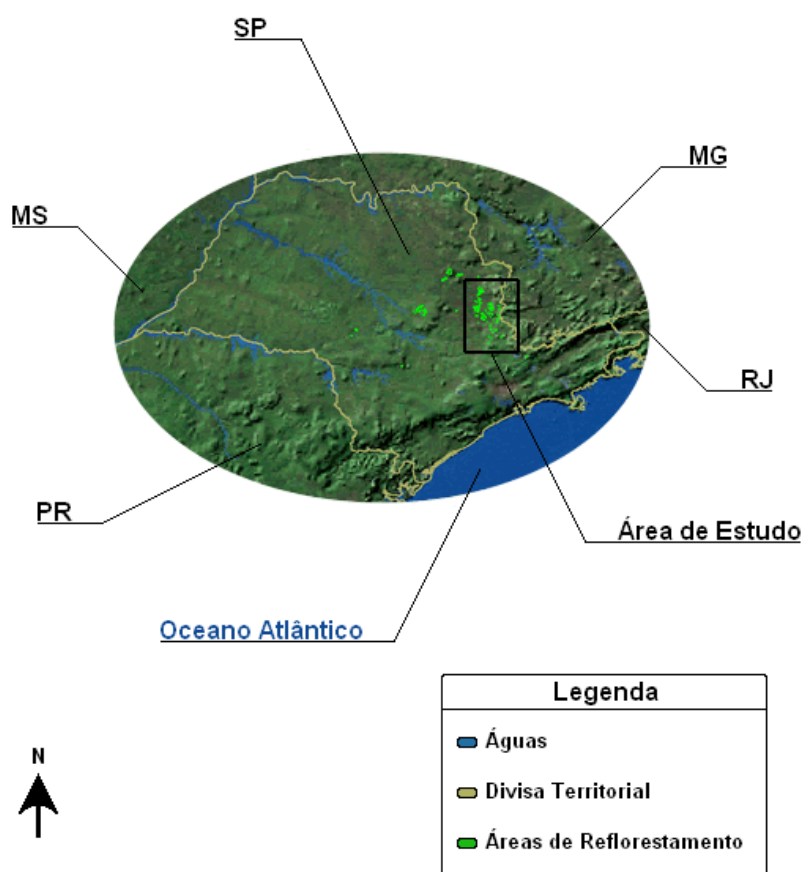 SP
MG
MS
RJ
PR
Área de Estudo
Oceano Atlântico
Legenda
Águas
N
Divisa Territorial
Áreas de Reflorestamento